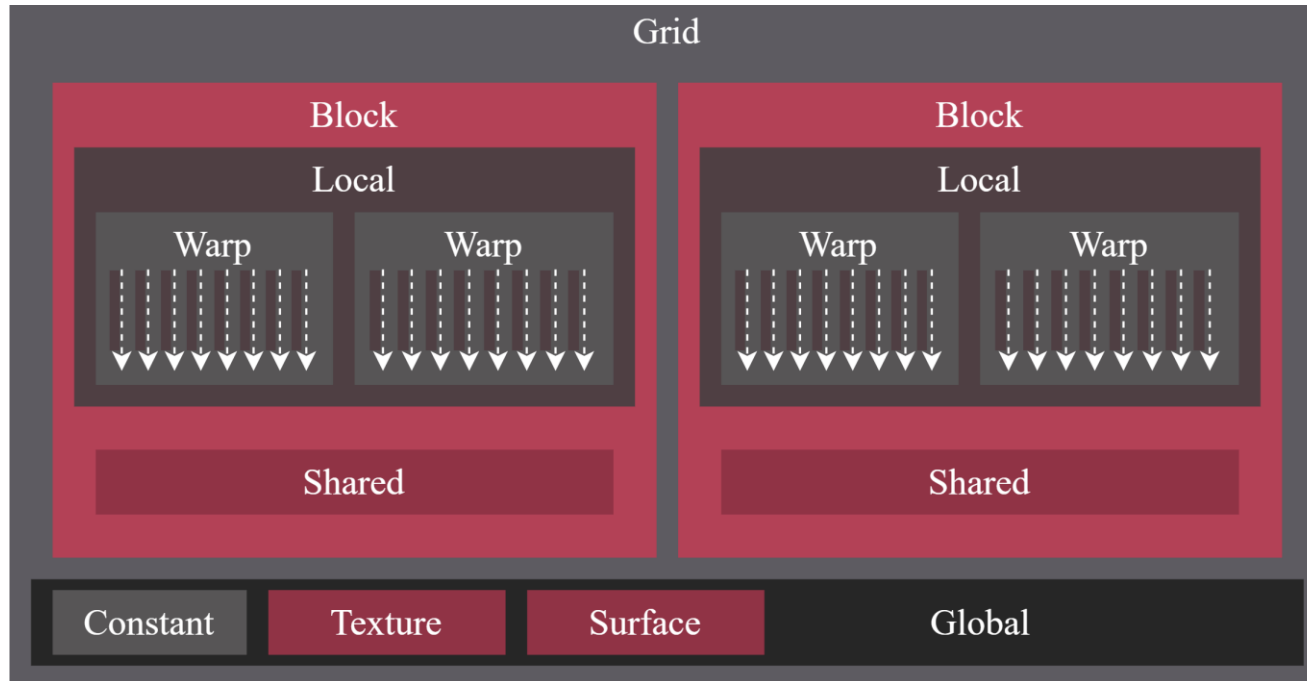 Grid
Block
Block
Local
Local
Warp
Warp
Warp
Warp
Shared
Shared
Constant
Texture
Surface
Global